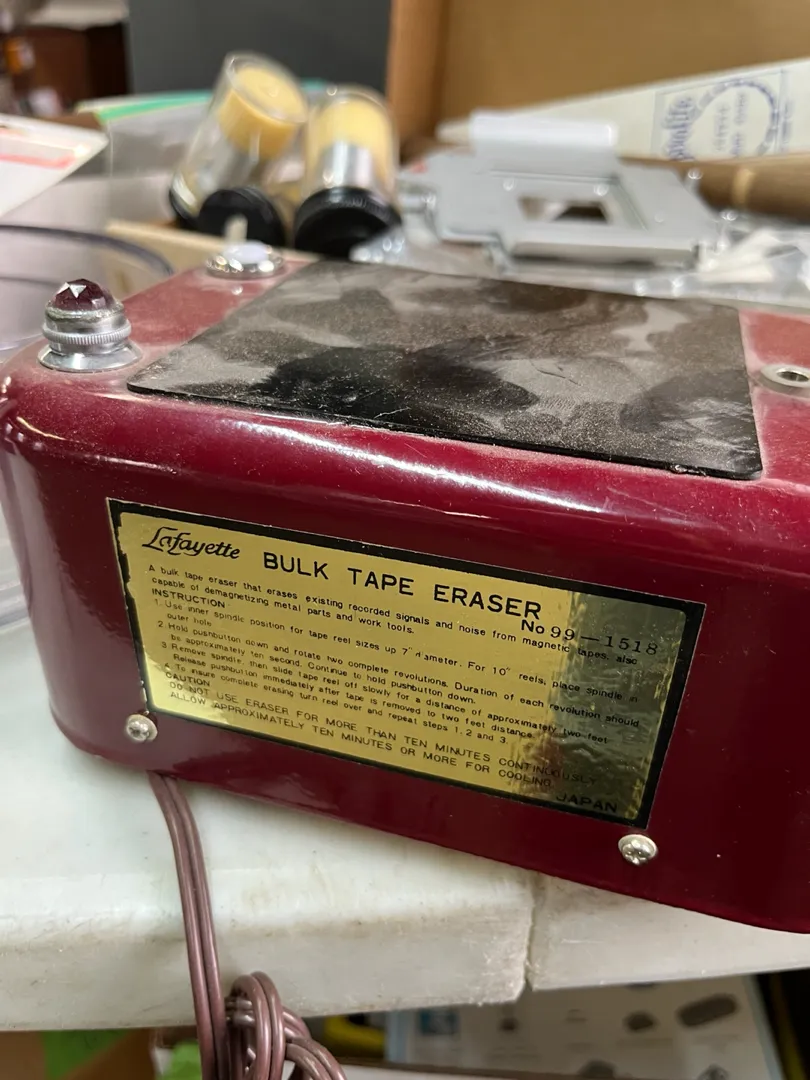 Lafayette BULK TAPE ERASER
No 99-1518
A bulk tape eraser that erases existing recorded signals and noise from magnetic tapes, also
capable of demagnetizing metal parts and work tools.
INSTRUCTION
1. Use inner spindle position for tape reel sizes up 7" diameter. For 10" reels, place spindle in
outer hole.
2. Hold pushbutton down and rotate two complete revolutions. Duration of each revolution should
be approximately ten second. Continue to hold pushbutton down.
3. Remove spindle, then slide tape reel off slowly for a distance of approximately two feet
Release pushbutton immediately after tape is removed to two feet distance.
4. To insure complete erasing turn reel over and repeat steps 1, 2 and 3.
CAUTION
DO NOT USE ERASER FOR MORE THAN TEN MINUTES CONTINUOUSLY
ALLOW APPROXIMATELY TEN MINUTES OR MORE FOR COOLING.
JAPAN